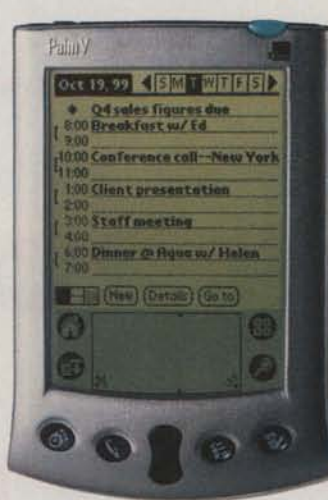 Palm V
Oct 19, 99 S M T W T F S
Q4 sales figures due
8:00 Breakfast w/ Ed
9:00
10:00 Conference call--New York
11:00
1:00 Client presentation
2:00
3:00 Staff meeting
4:00
6:00 Dinner @ Aqua w/ Helen
7:00
New Details Go to